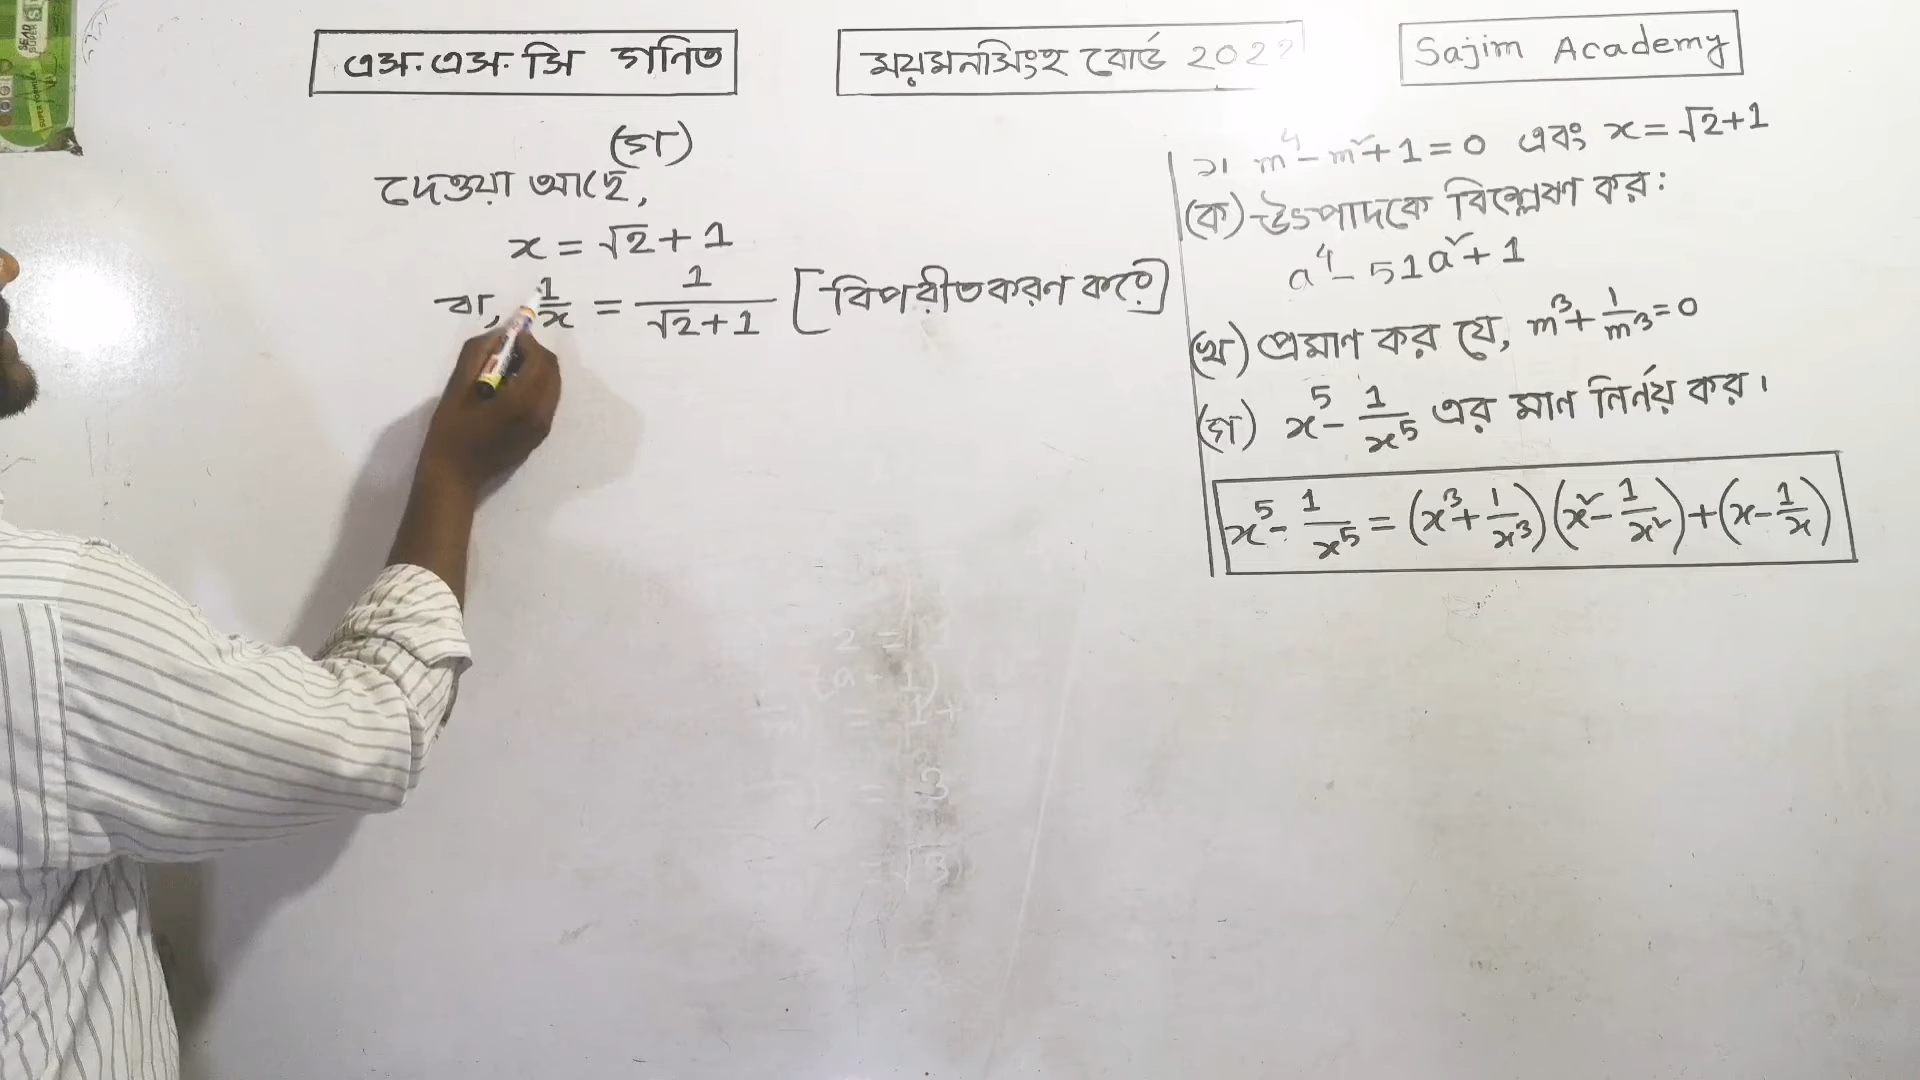 এস.এস.সি গনিত
ময়মনসিংহ বোর্ড 2022
Sajim Academy
(গ)
দেওয়া আছে,
x = √2 + 1
বা, 1/x = 1/(√2+1) [বিপরীতকরণ করে]
১। m⁴ - m² + 1 = 0 এবং x = √2+1
(ক) উৎপাদকে বিশ্লেষণ কর:
a⁴ - 51a² + 1
(খ) প্রমাণ কর যে, m³ + 1/m³ = 0
(গ) x⁵ - 1/x⁵ এর মান নির্ণয় কর।
x⁵ - 1/x⁵ = (x³ + 1/x³)(x² - 1/x²) + (x - 1/x)